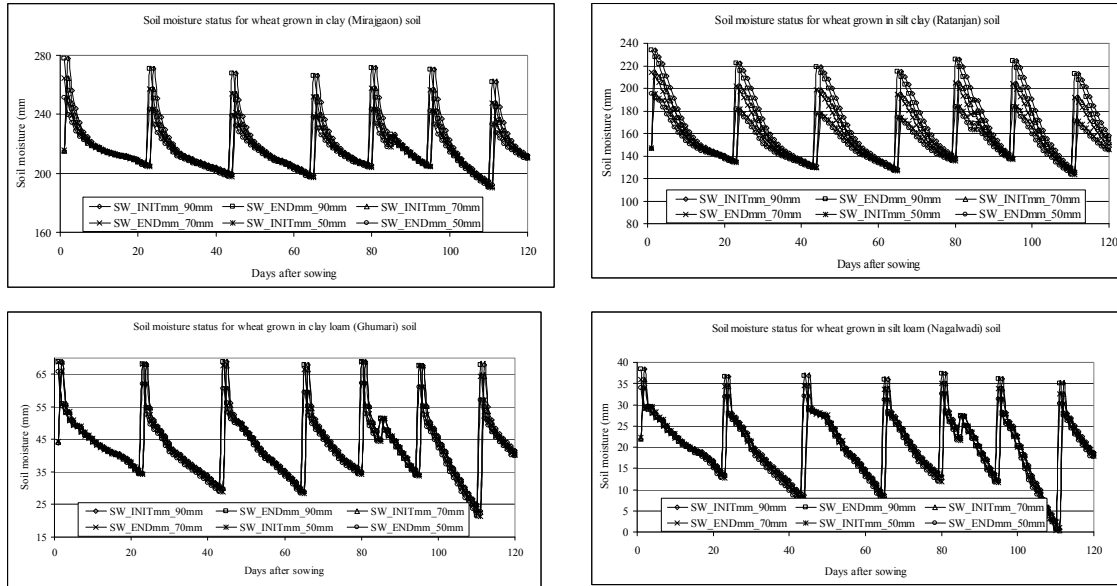 Soil moisture status for wheat grown in clay (Mirajgaon) soil
280
240
200
160
Soil moisture (mm
SW_INITmm_90mm SW_ENDmm_90mm SW_INITmm_70mm
SW_ENDmm_70mm SW_INITmm_50mm SW_ENDmm_50mm
0 20 40 60 80 100 120
Days after sowing
Soil moisture status for wheat grown in silt clay (Ratanjan) soil
240
220
200
180
160
140
120
100
80
Soil moisture (mm
SW_INITmm_90mm SW_ENDmm_90mm SW_INITmm_70mm
SW_ENDmm_70mm SW_INITmm_50mm SW_ENDmm_50mm
0 20 40 60 80 100 120
Days after sowing
Soil moisture status for wheat grown in clay loam (Ghumari) soil
65
55
45
35
25
15
Soil moisture (mm)
SW_INITmm_90mm SW_ENDmm_90mm SW_INITmm_70mm
SW_ENDmm_70mm SW_INITmm_50mm SW_ENDmm_50mm
0 20 40 60 80 100 120
Days after sowing
Soil moisture status for wheat grown in silt loam (Nagalwadi) soil
40
35
30
25
20
15
10
5
0
Soil moisture (mm
SW_INITmm_90mm SW_ENDmm_90mm SW_INITmm_70mm
SW_ENDmm_70mm SW_INITmm_50mm SW_ENDmm_50mm
0 20 40 60 80 100 120
Days after sowing